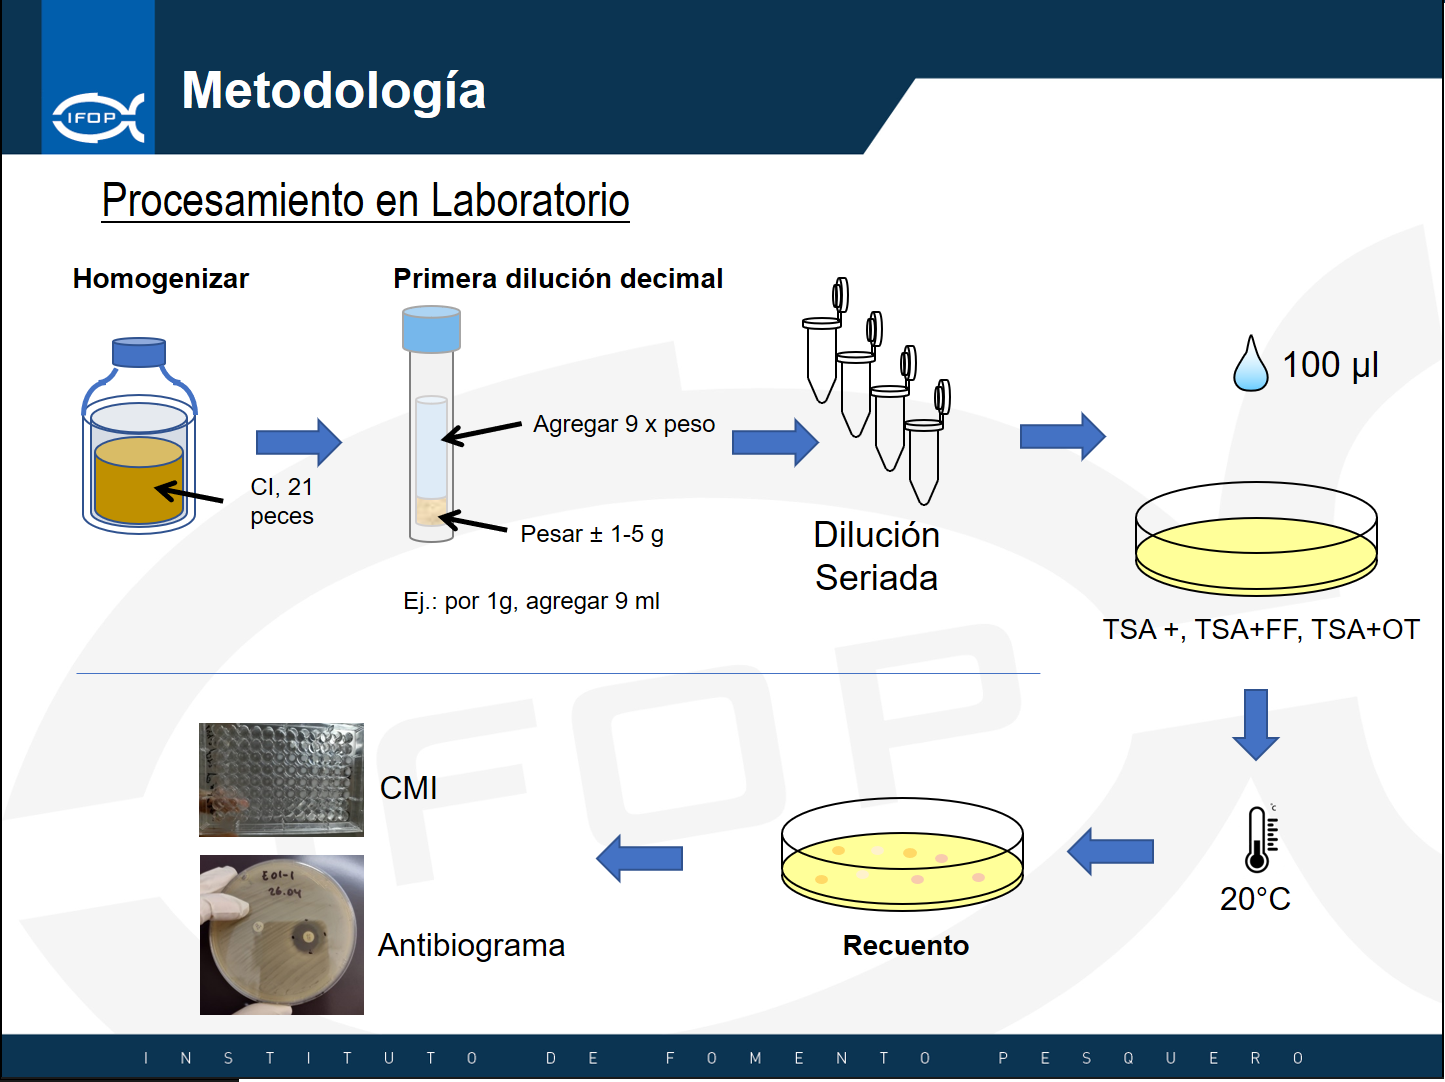 IFOP
Metodología
Procesamiento en Laboratorio
Homogenizar
CI, 21
peces
Primera dilución decimal
Agregar 9 x peso
Pesar ± 1-5 g
Ej.: por 1g, agregar 9 ml
Dilución
Seriada
100 µl
TSA +, TSA+FF, TSA+OT
°C
20°C
Recuento
CMI
E01-1
26.04
Antibiograma
IFOP
INSTITUTO DE FOMENTO PESQUERO